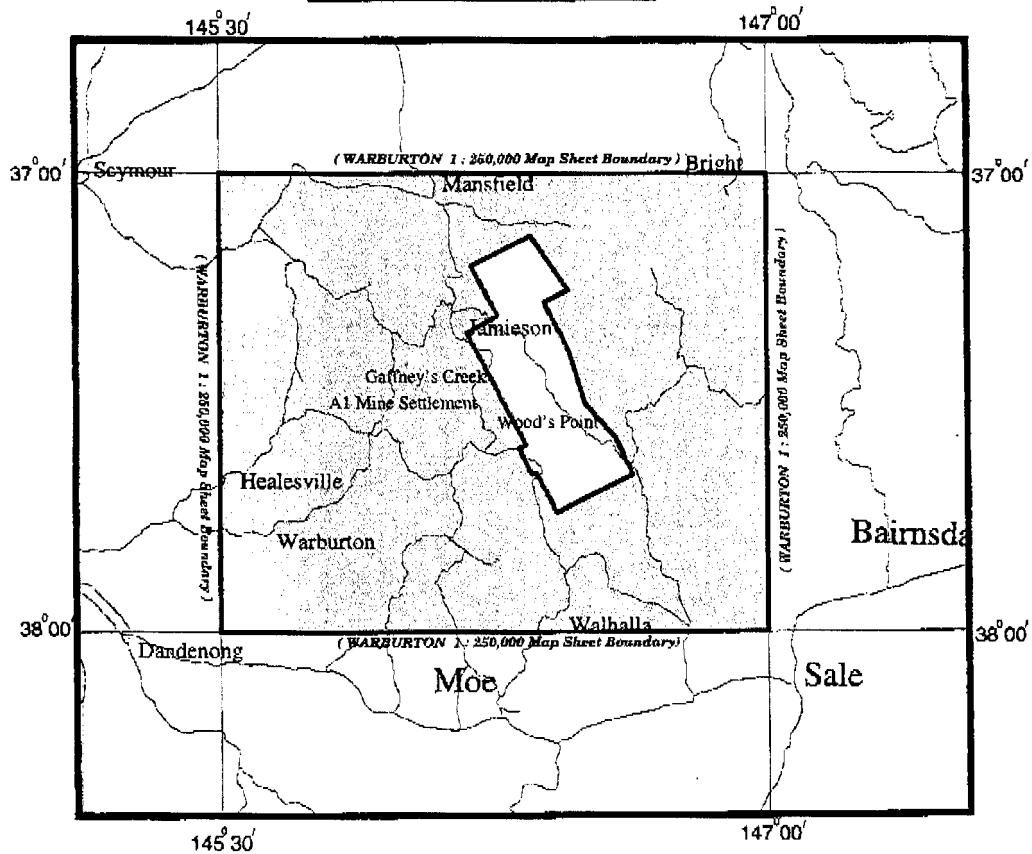 145°30' 147°00'
37°00' 37°00'
( WARBURTON 1 : 250,000 Map Sheet Boundary )
Seymour
Bright
Mansfield
( WARBURTON 1 : 250,000 Map Sheet Boundary )
( WARBURTON 1 : 250,000 Map Sheet Boundary )
Jamieson
Gaffney's Creek
A1 Mine Settlement
Wood's Point
Healesville
Warburton
Bairnsda
Walhalla
38°00' 38°00'
( WARBURTON 1 : 250,000 Map Sheet Boundary)
Dandenong
Moe
Sale
145°30' 147°00'